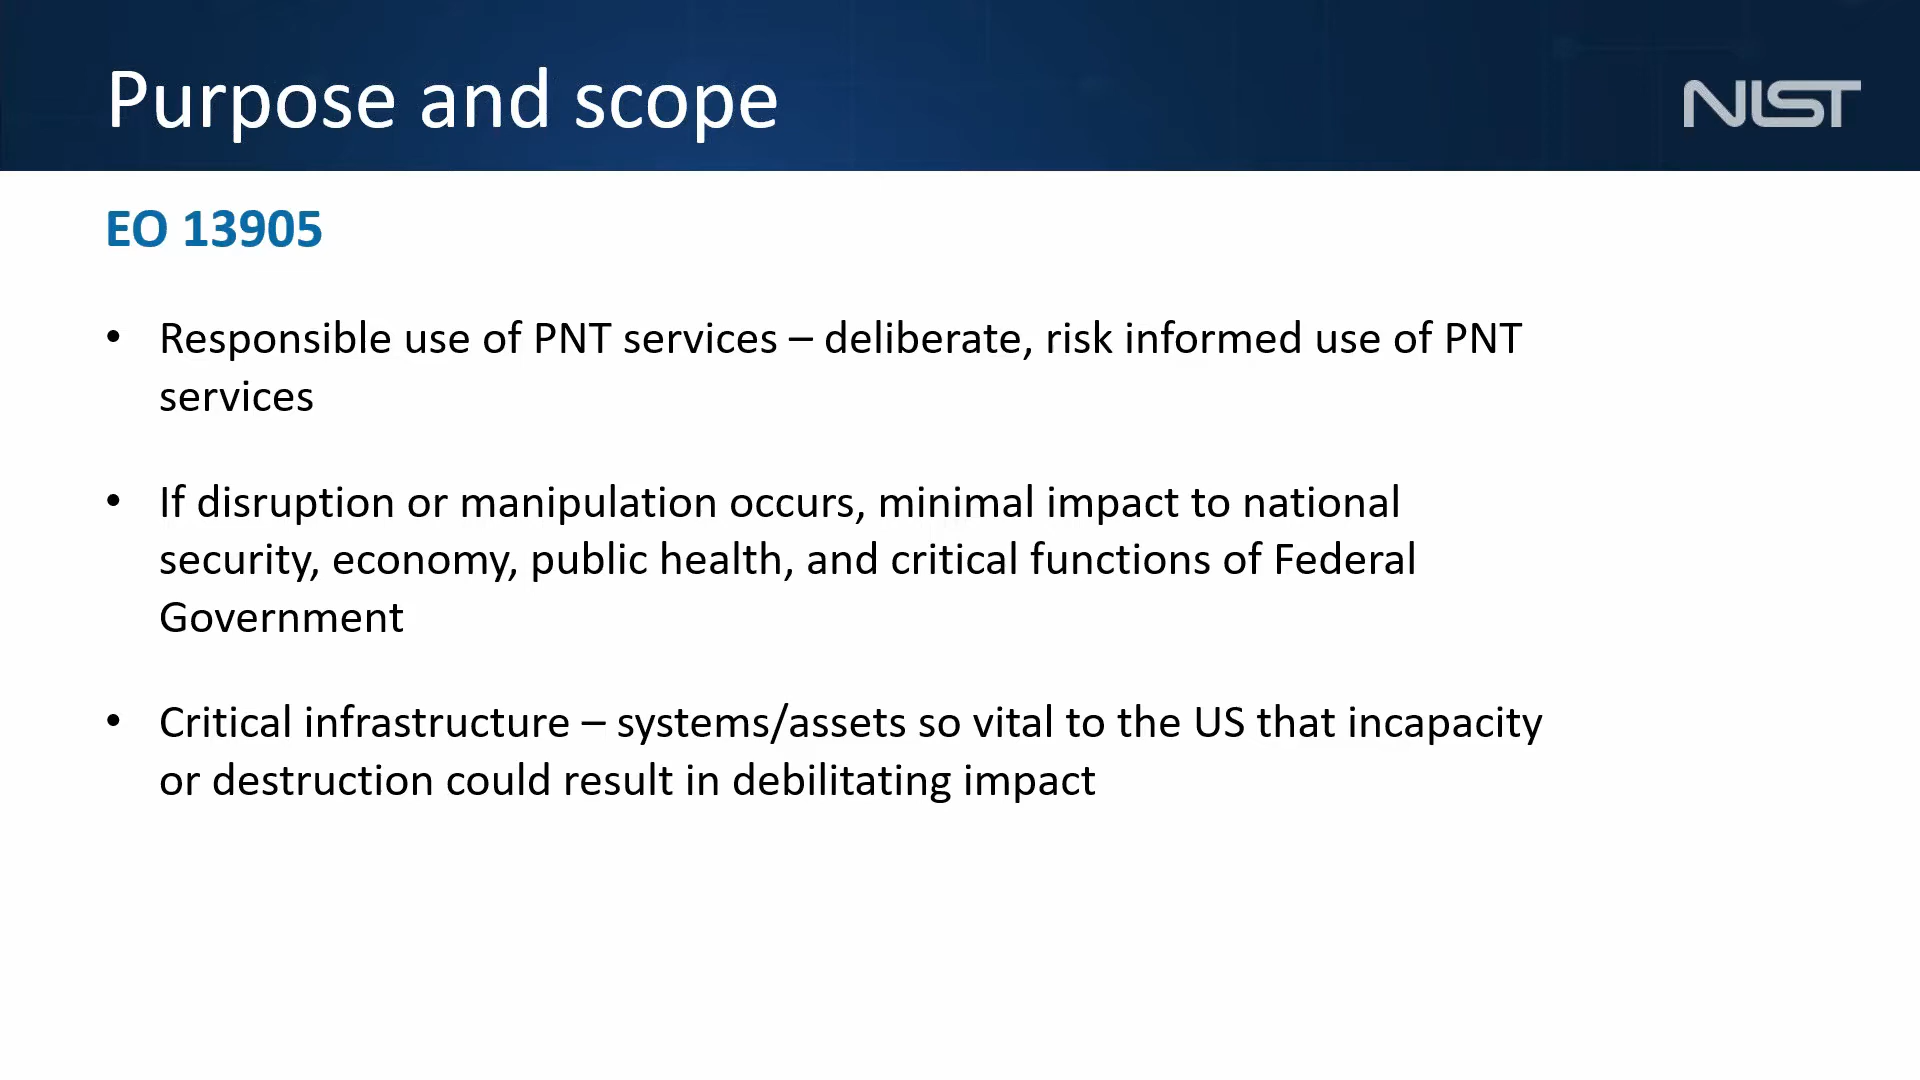 Purpose and scope
NIST
EO 13905
• Responsible use of PNT services – deliberate, risk informed use of PNT
services
• If disruption or manipulation occurs, minimal impact to national
security, economy, public health, and critical functions of Federal
Government
• Critical infrastructure – systems/assets so vital to the US that incapacity
or destruction could result in debilitating impact